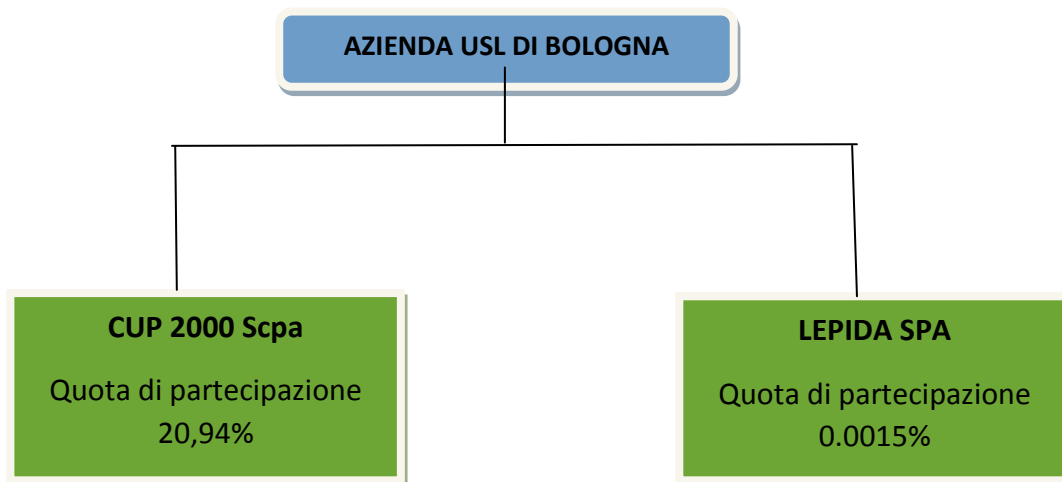 AZIENDA USL DI BOLOGNA
CUP 2000 Scpa
Quota di partecipazione
20,94%
LEPIDA SPA
Quota di partecipazione
0.0015%